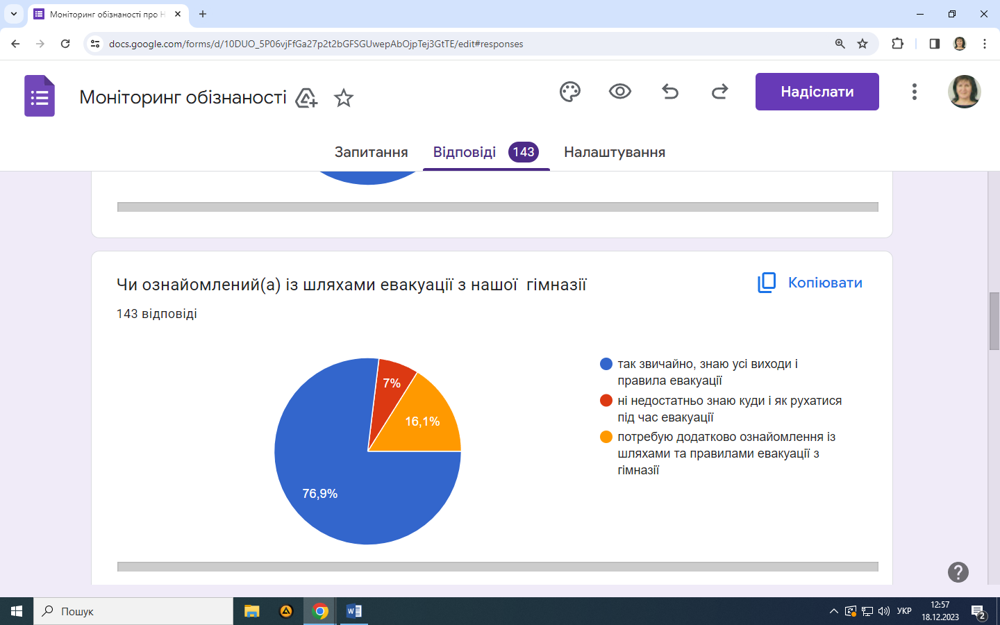 Моніторинг обізнаності про Н
docs.google.com/forms/d/10DUO_5P06vjFfGa27p2t2bGFSGUwepAbOjpTej3GtTE/edit#responses
Моніторинг обізнаності
Надіслати
Запитання
Відповіді 143
Налаштування
Чи ознайомлений(а) із шляхами евакуації з нашої  гімназії
Копіювати
143 відповіді
так звичайно, знаю усі виходи і
правила евакуації
ні недостатньо знаю куди і як рухатися
під час евакуації
потребую додатково ознайомлення із
шляхами та правилами евакуації з
гімназії
7%
16,1%
76,9%
Пошук
W
УКР
12:57
18.12.2023
2